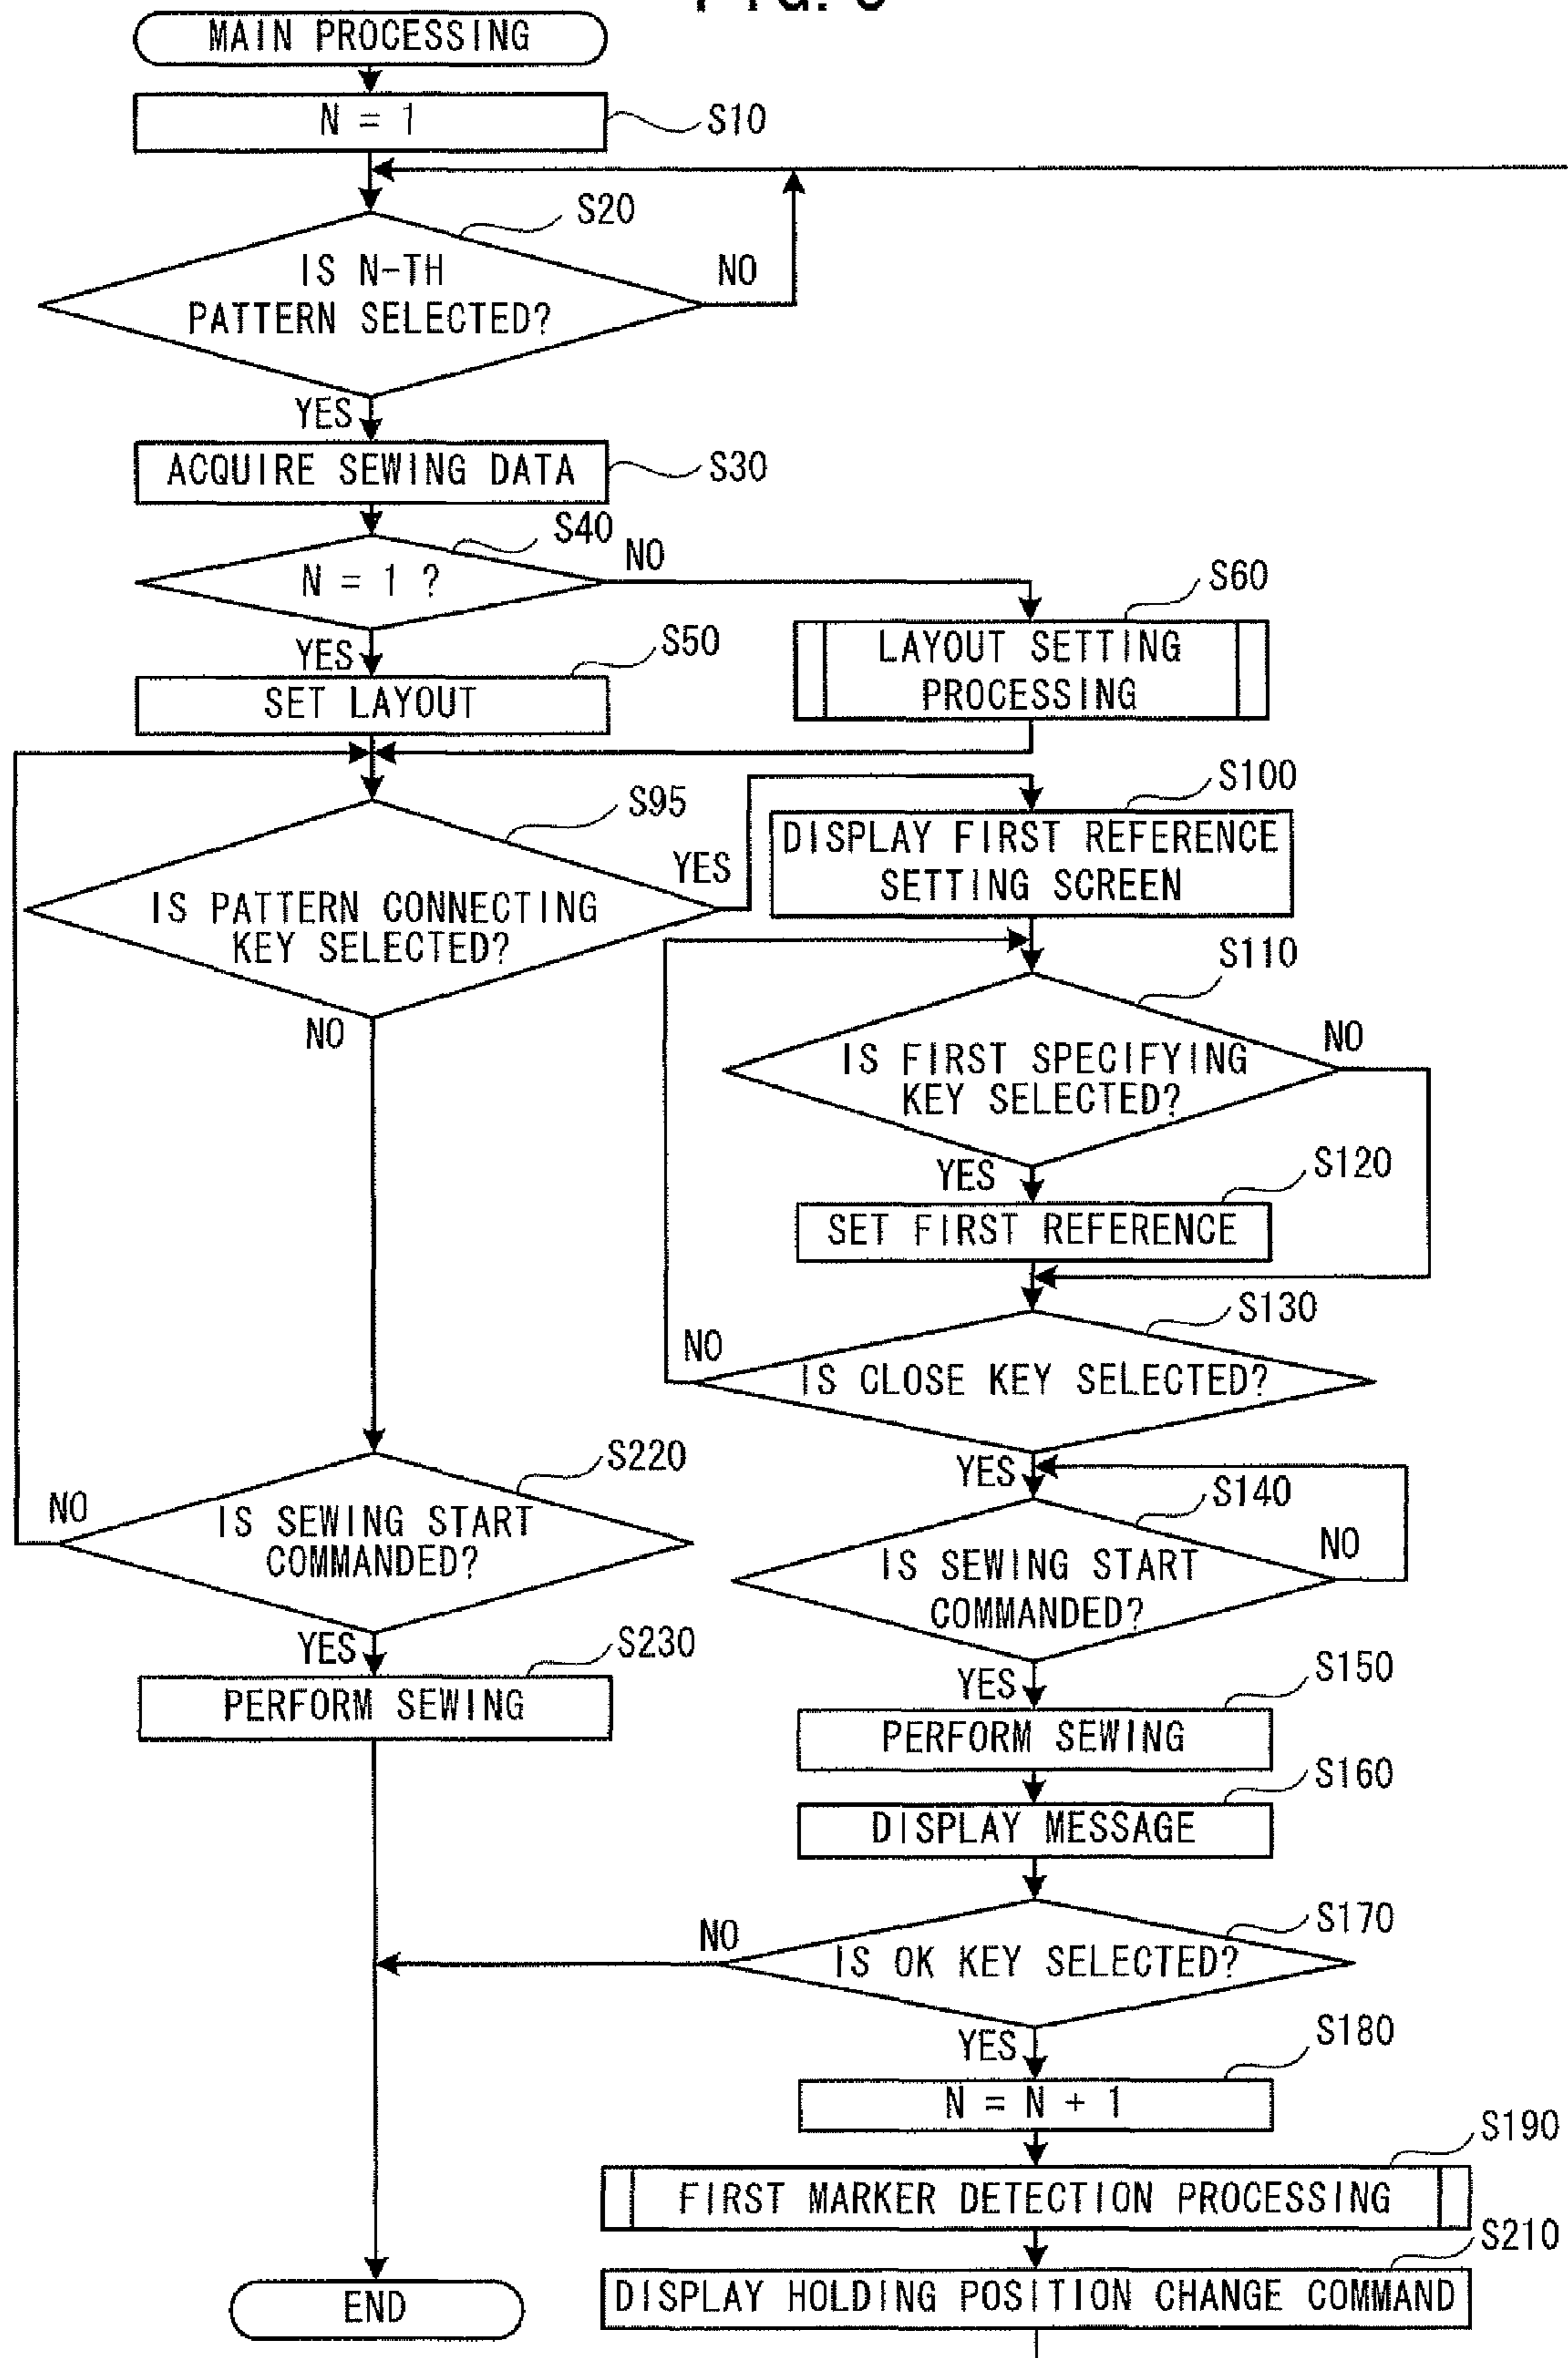 MAIN PROCESSING
N = 1
S10
S20
IS N-TH
PATTERN SELECTED?
NO
YES
ACQUIRE SEWING DATA
S30
S40
N = 1 ?
NO
YES
S50
SET LAYOUT
S60
LAYOUT SETTING
PROCESSING
S95
IS PATTERN CONNECTING
KEY SELECTED?
YES
NO
S100
DISPLAY FIRST REFERENCE
SETTING SCREEN
S110
IS FIRST SPECIFYING
KEY SELECTED?
NO
YES
S120
SET FIRST REFERENCE
S130
NO
IS CLOSE KEY SELECTED?
YES
S140
IS SEWING START
COMMANDED?
NO
YES
S150
PERFORM SEWING
S160
DISPLAY MESSAGE
S170
NO
IS OK KEY SELECTED?
YES
S180
N = N + 1
S190
FIRST MARKER DETECTION PROCESSING
S210
DISPLAY HOLDING POSITION CHANGE COMMAND
S220
NO
IS SEWING START
COMMANDED?
YES
S230
PERFORM SEWING
END